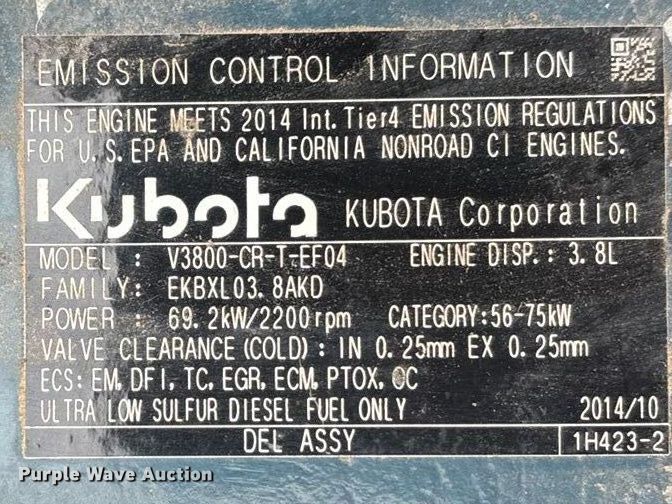 EMISSION CONTROL INFORMATION
THIS ENGINE MEETS 2014 Int. Tier4 EMISSION REGULATIONS
FOR U.S. EPA AND CALIFORNIA NONROAD CI ENGINES.
Kubota KUBOTA Corporation
MODEL : V3800-CR-T-EF04 ENGINE DISP.: 3.8L
FAMILY: EKBXL03.8AKD
POWER : 69.2kW/2200rpm CATEGORY:56-75kW
VALVE CLEARANCE(COLD): IN 0.25mm EX 0.25mm
ECS: EM, DFI, TC, EGR, ECM, PTOX, OC
ULTRA LOW SULFUR DIESEL FUEL ONLY 2014/10
DEL ASSY 1H423-2
Purple Wave Auction